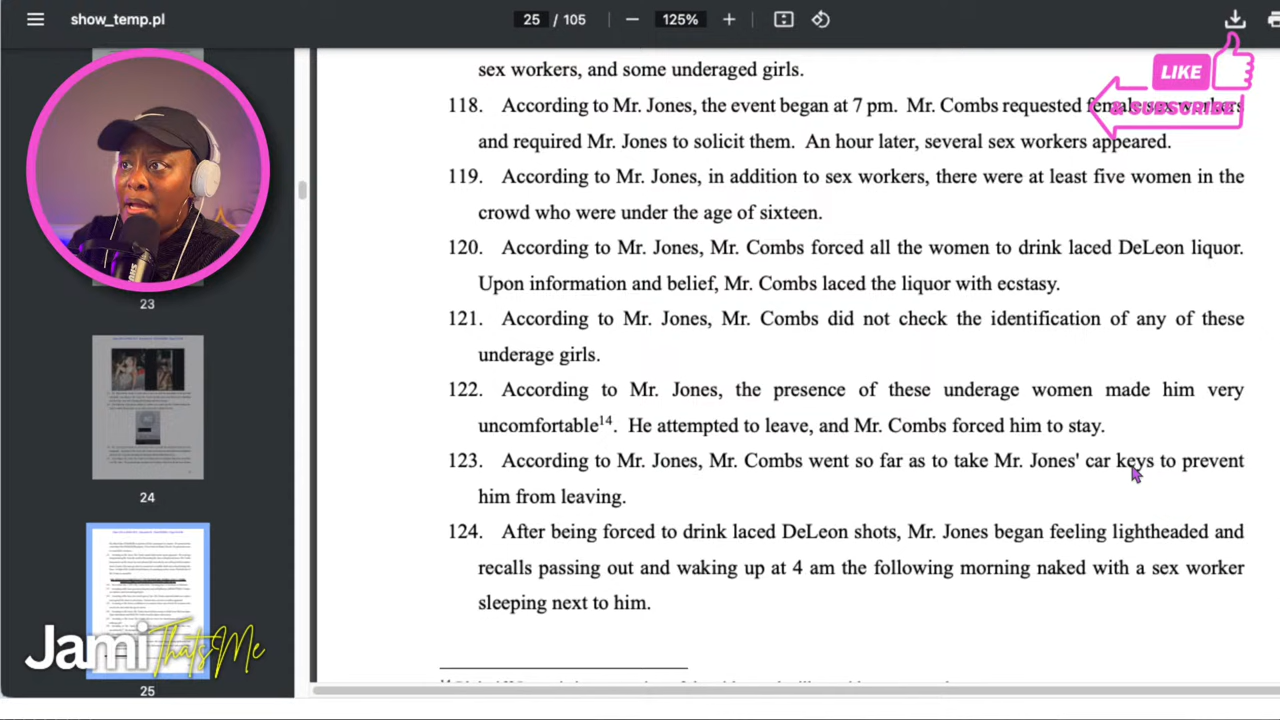 show_temp.pl
25 / 105
125%
sex workers, and some underaged girls.
LIKE
& SUBSCRIBE
118. According to Mr. Jones, the event began at 7 pm. Mr. Combs requested female sex workers
and required Mr. Jones to solicit them. An hour later, several sex workers appeared.
119. According to Mr. Jones, in addition to sex workers, there were at least five women in the
crowd who were under the age of sixteen.
120. According to Mr. Jones, Mr. Combs forced all the women to drink laced DeLeon liquor.
Upon information and belief, Mr. Combs laced the liquor with ecstasy.
121. According to Mr. Jones, Mr. Combs did not check the identification of any of these
underage girls.
122. According to Mr. Jones, the presence of these underage women made him very
uncomfortable14. He attempted to leave, and Mr. Combs forced him to stay.
123. According to Mr. Jones, Mr. Combs went so far as to take Mr. Jones' car keys to prevent
him from leaving.
124. After being forced to drink laced DeLeon shots, Mr. Jones began feeling lightheaded and
recalls passing out and waking up at 4 am the following morning naked with a sex worker
sleeping next to him.
23
24
25
Jami ThatsMe